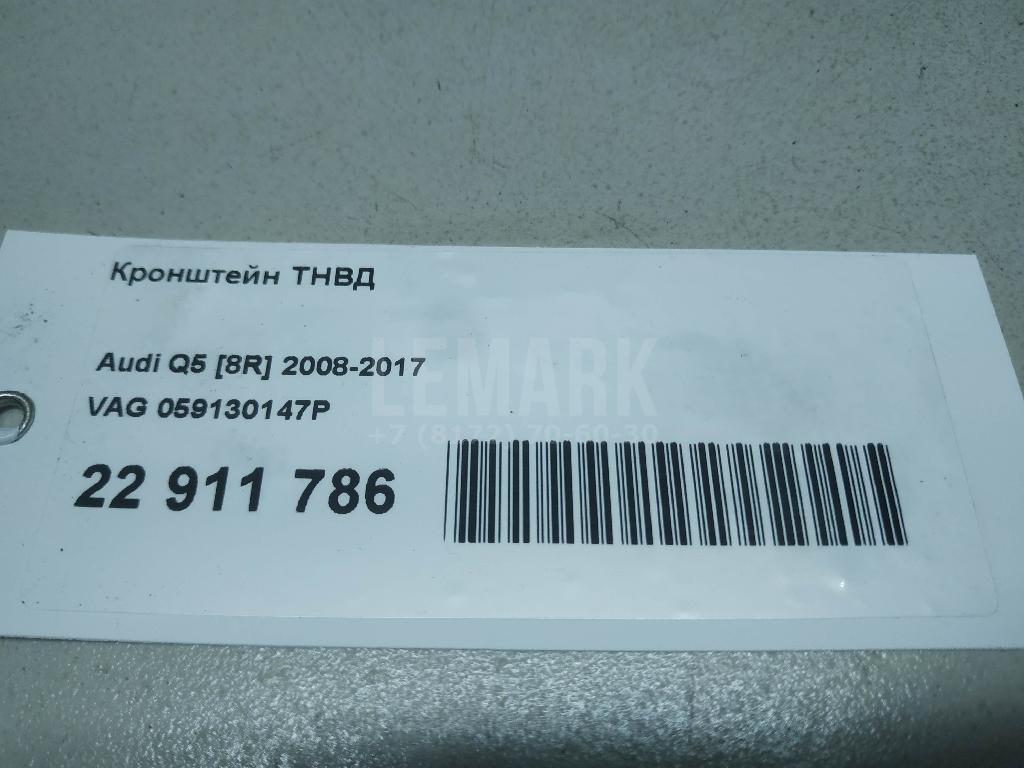 Кронштейн ТНВД
Audi Q5 [8R] 2008-2017
VAG 059130147P
LEMARK
+7 (8172) 70-60-30
22 911 786